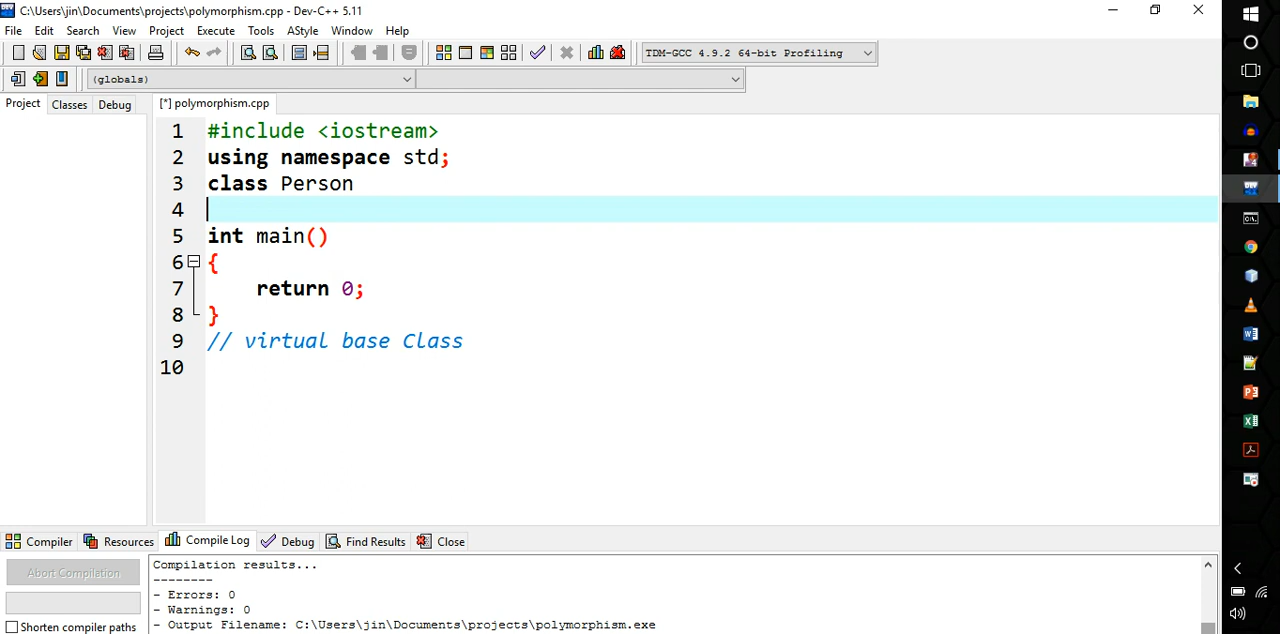 C:\Users\jin\Documents\projects\polymorphism.cpp - Dev-C++ 5.11
File Edit Search View Project Execute Tools AStyle Window Help
TDM-GCC 4.9.2 64-bit Profiling
(globals)
Project Classes Debug [*] polymorphism.cpp
1 #include <iostream>
2 using namespace std;
3 class Person
4
5 int main()
6 {
7 return 0;
8 }
9 // virtual base Class
10
Compiler Resources Compile Log Debug Find Results Close
Abort Compilation
Shorten compiler paths
Compilation results...
--------
- Errors: 0
- Warnings: 0
- Output Filename: C:\Users\jin\Documents\projects\polymorphism.exe